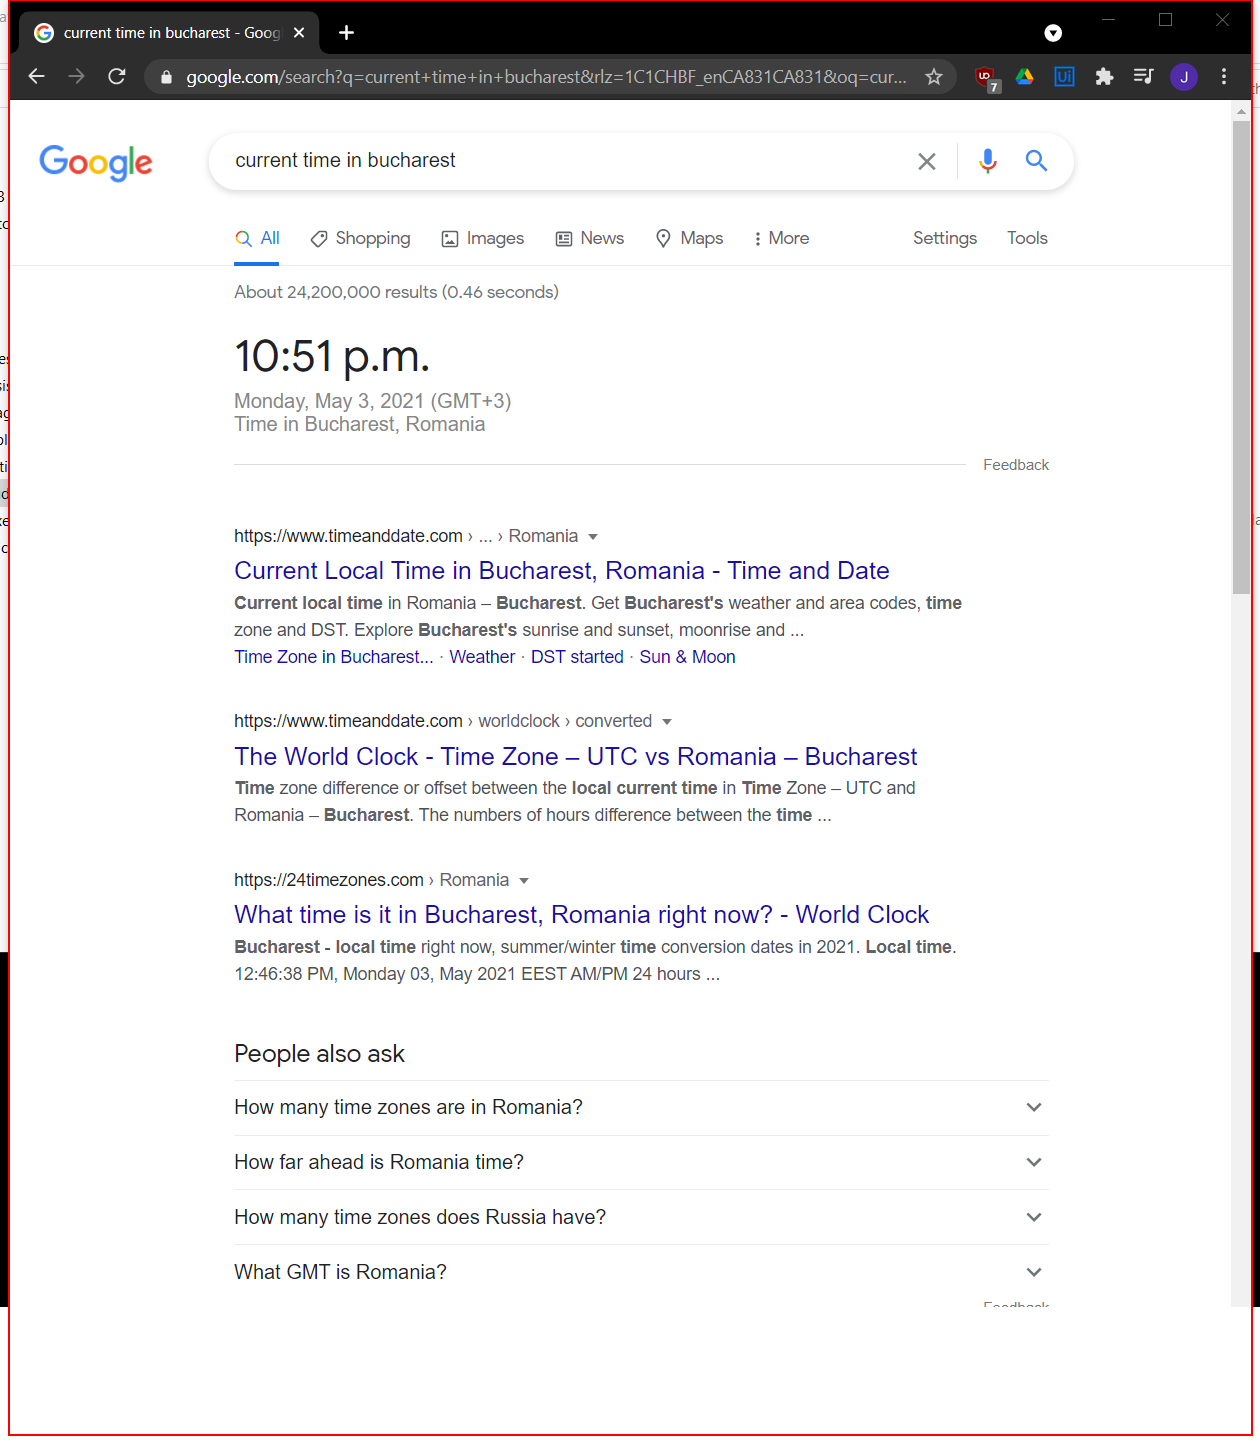 current time in bucharest - Goog
google.com/search?q=current+time+in+bucharest&rlz=1C1CHBF_enCA831CA831&oq=cur...
7
Ui
J
Google
current time in bucharest
All
Shopping
Images
News
Maps
More
Settings
Tools
About 24,200,000 results (0.46 seconds)
10:51 p.m.
Monday, May 3, 2021 (GMT+3)
Time in Bucharest, Romania
Feedback
https://www.timeanddate.com › ... › Romania
Current Local Time in Bucharest, Romania - Time and Date
Current local time in Romania – Bucharest. Get Bucharest's weather and area codes, time
zone and DST. Explore Bucharest's sunrise and sunset, moonrise and ...
Time Zone in Bucharest... · Weather · DST started · Sun & Moon
https://www.timeanddate.com › worldclock › converted
The World Clock - Time Zone – UTC vs Romania – Bucharest
Time zone difference or offset between the local current time in Time Zone – UTC and
Romania – Bucharest. The numbers of hours difference between the time ...
https://24timezones.com › Romania
What time is it in Bucharest, Romania right now? - World Clock
Bucharest - local time right now, summer/winter time conversion dates in 2021. Local time.
12:46:38 PM, Monday 03, May 2021 EEST AM/PM 24 hours ...
People also ask
How many time zones are in Romania?
How far ahead is Romania time?
How many time zones does Russia have?
What GMT is Romania?
Feedback